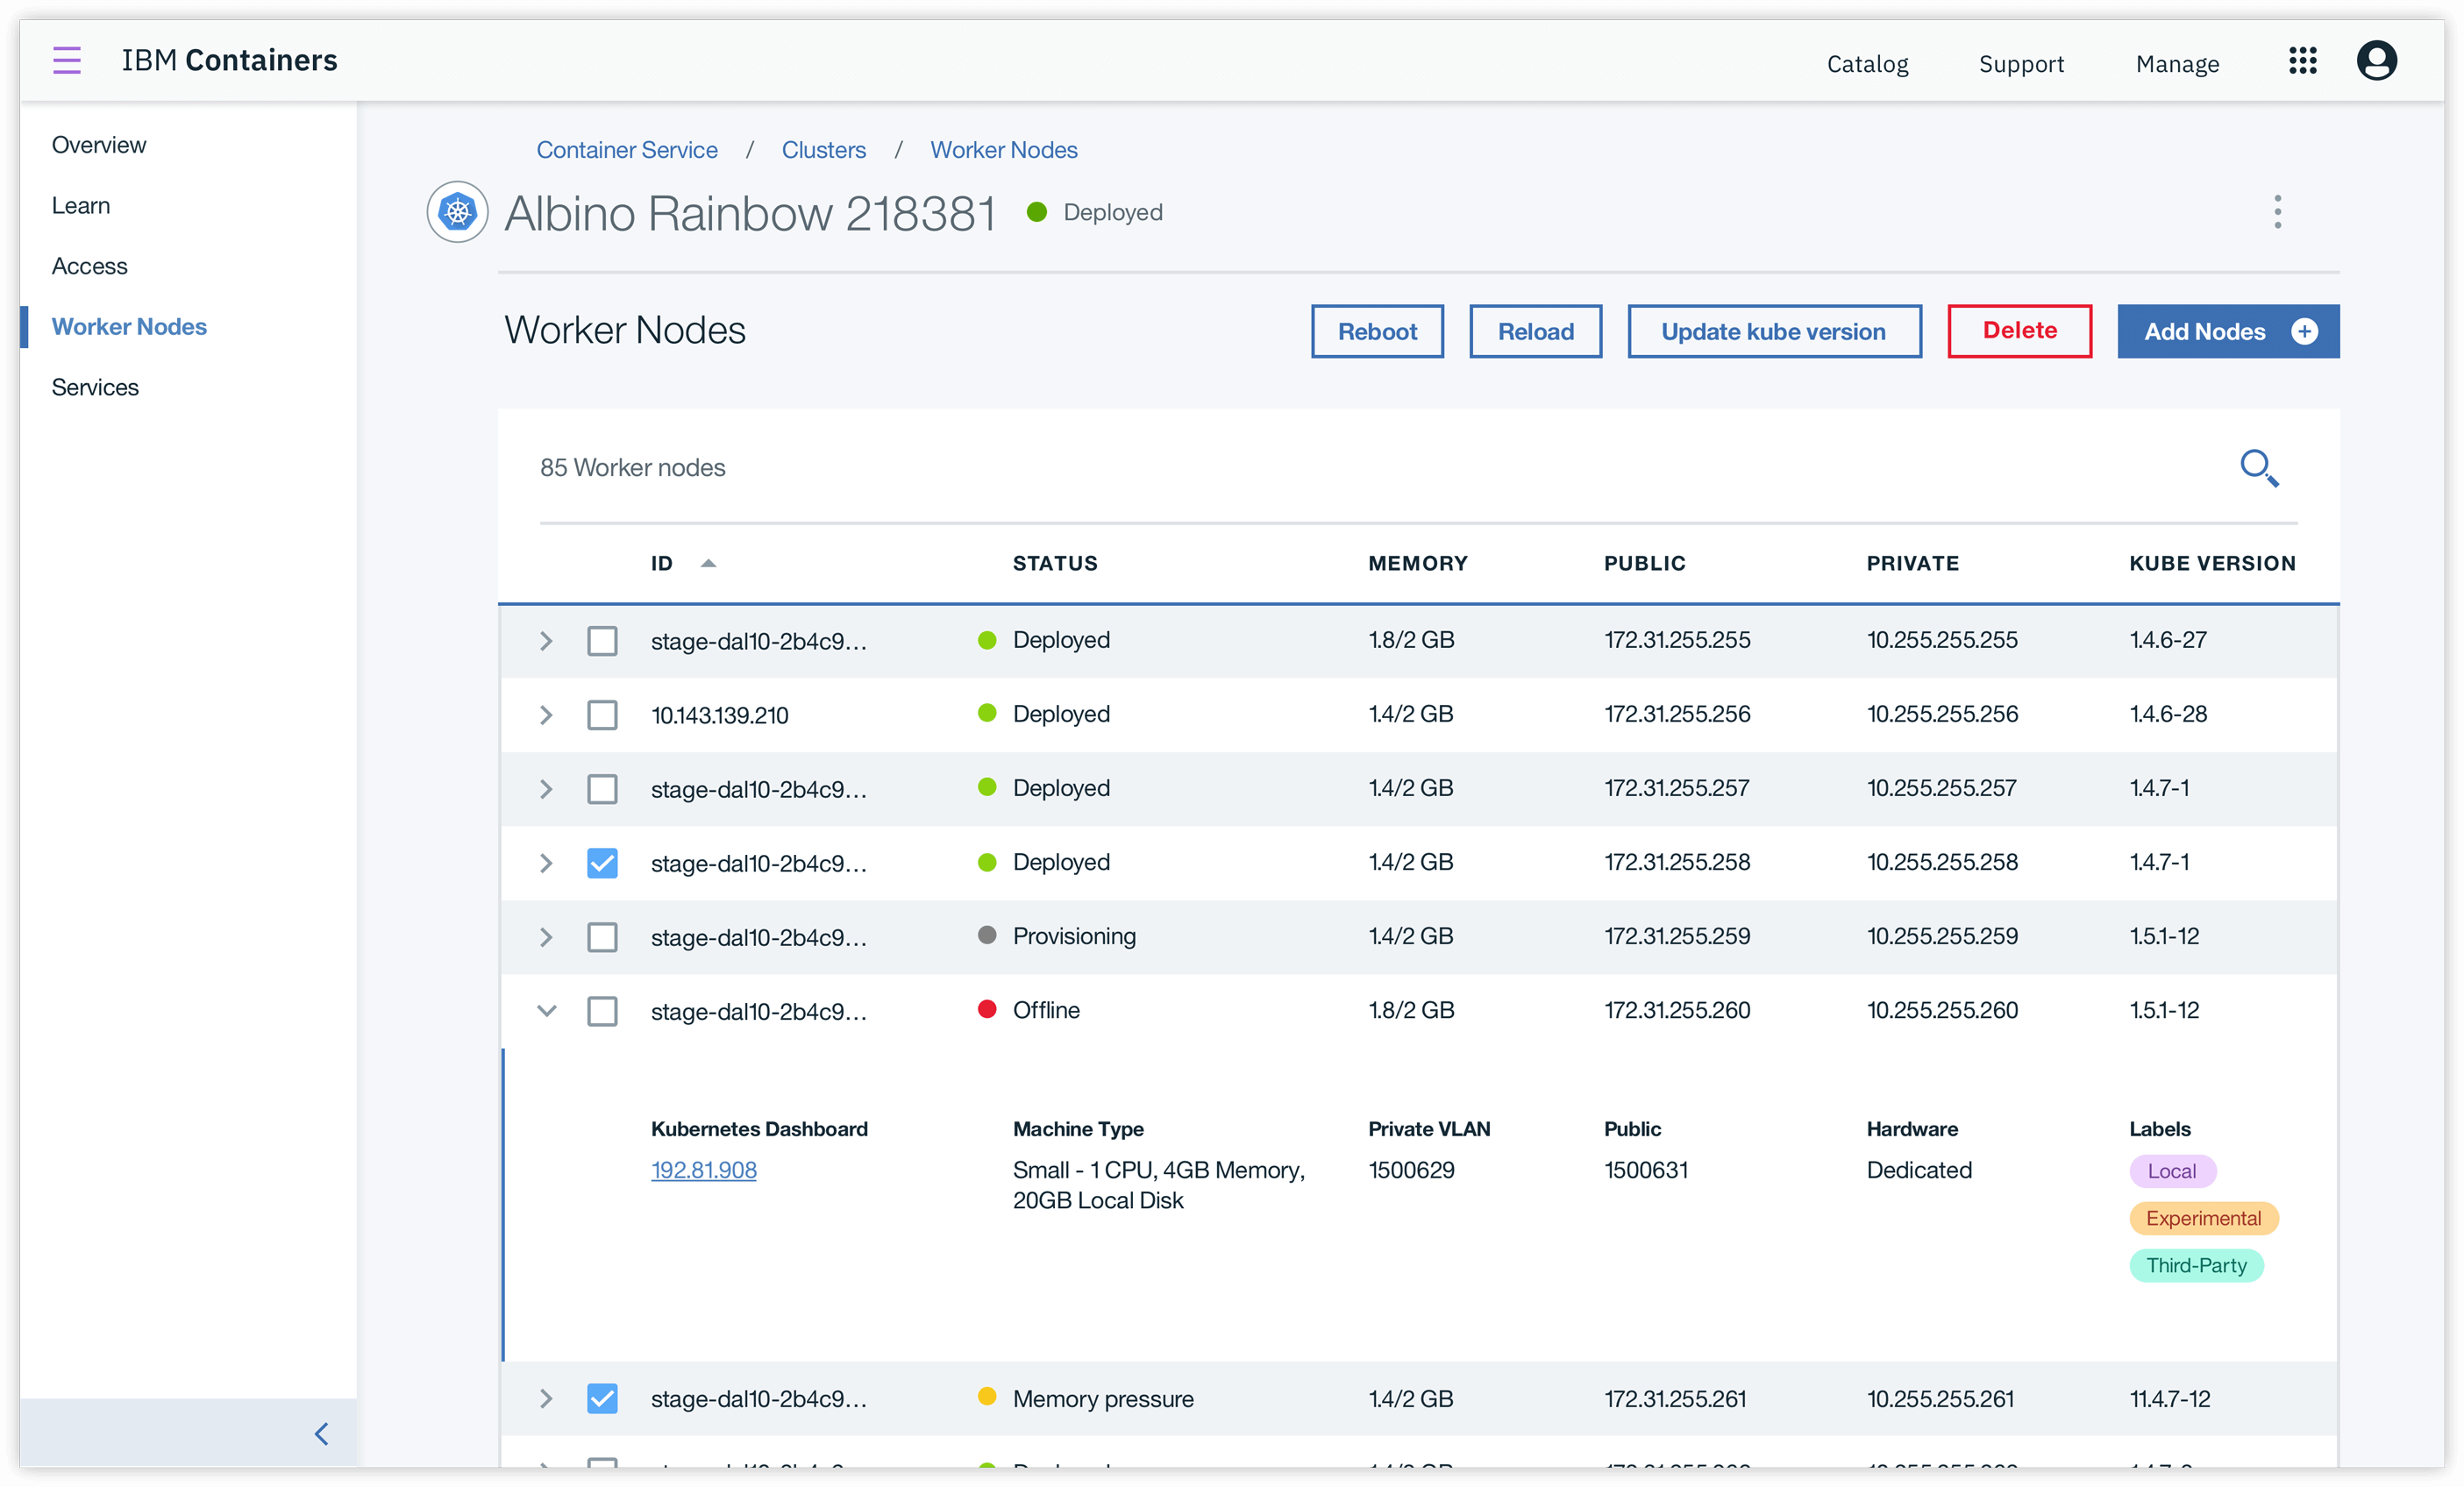 IBM Containers
Catalog Support Manage
Overview
Learn
Access
Worker Nodes
Services
Container Service / Clusters / Worker Nodes
Albino Rainbow 218381 Deployed
Worker Nodes
Reboot Reload Update kube version Delete Add Nodes
85 Worker nodes
ID STATUS MEMORY PUBLIC PRIVATE KUBE VERSION
stage-dal10-2b4c9... Deployed 1.8/2 GB 172.31.255.255 10.255.255.255 1.4.6-27
10.143.139.210 Deployed 1.4/2 GB 172.31.255.256 10.255.255.256 1.4.6-28
stage-dal10-2b4c9... Deployed 1.4/2 GB 172.31.255.257 10.255.255.257 1.4.7-1
stage-dal10-2b4c9... Deployed 1.4/2 GB 172.31.255.258 10.255.255.258 1.4.7-1
stage-dal10-2b4c9... Provisioning 1.4/2 GB 172.31.255.259 10.255.255.259 1.5.1-12
stage-dal10-2b4c9... Offline 1.8/2 GB 172.31.255.260 10.255.255.260 1.5.1-12
Kubernetes Dashboard Machine Type Private VLAN Public Hardware Labels
192.81.908 Small - 1 CPU, 4GB Memory, 1500629 1500631 Dedicated Local
20GB Local Disk
Experimental
Third-Party
stage-dal10-2b4c9... Memory pressure 1.4/2 GB 172.31.255.261 10.255.255.261 11.4.7-12